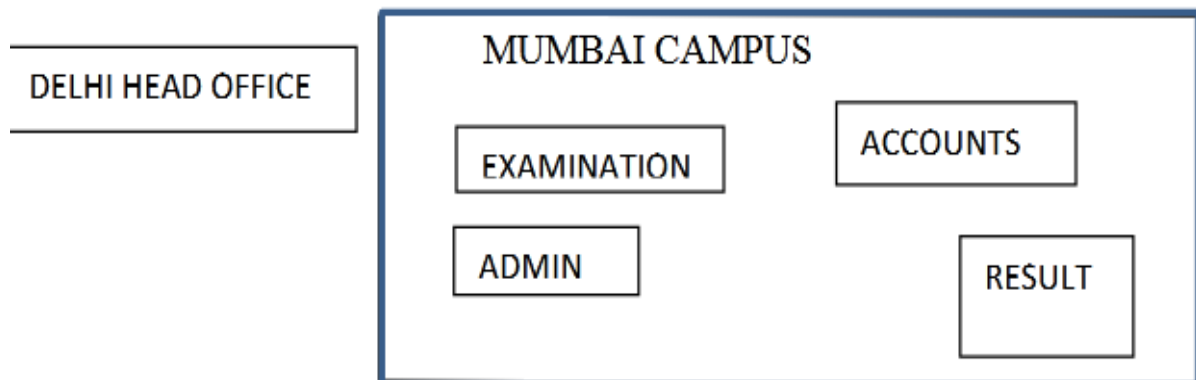 DELHI HEAD OFFICE
MUMBAI CAMPUS
EXAMINATION
ACCOUNTS
ADMIN
RESULT